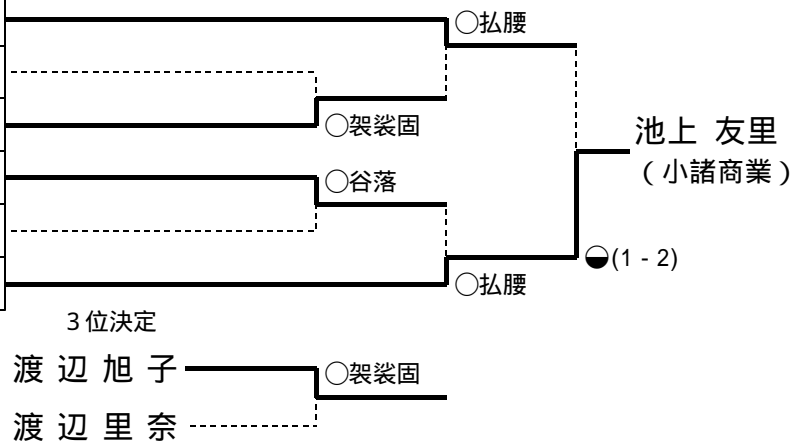 ○払腰
○袈裟固
池上 友里
（小諸商業）
○谷落
◒(1 - 2)
○払腰
3位決定
渡 辺 旭 子
○袈裟固
渡 辺 里 奈